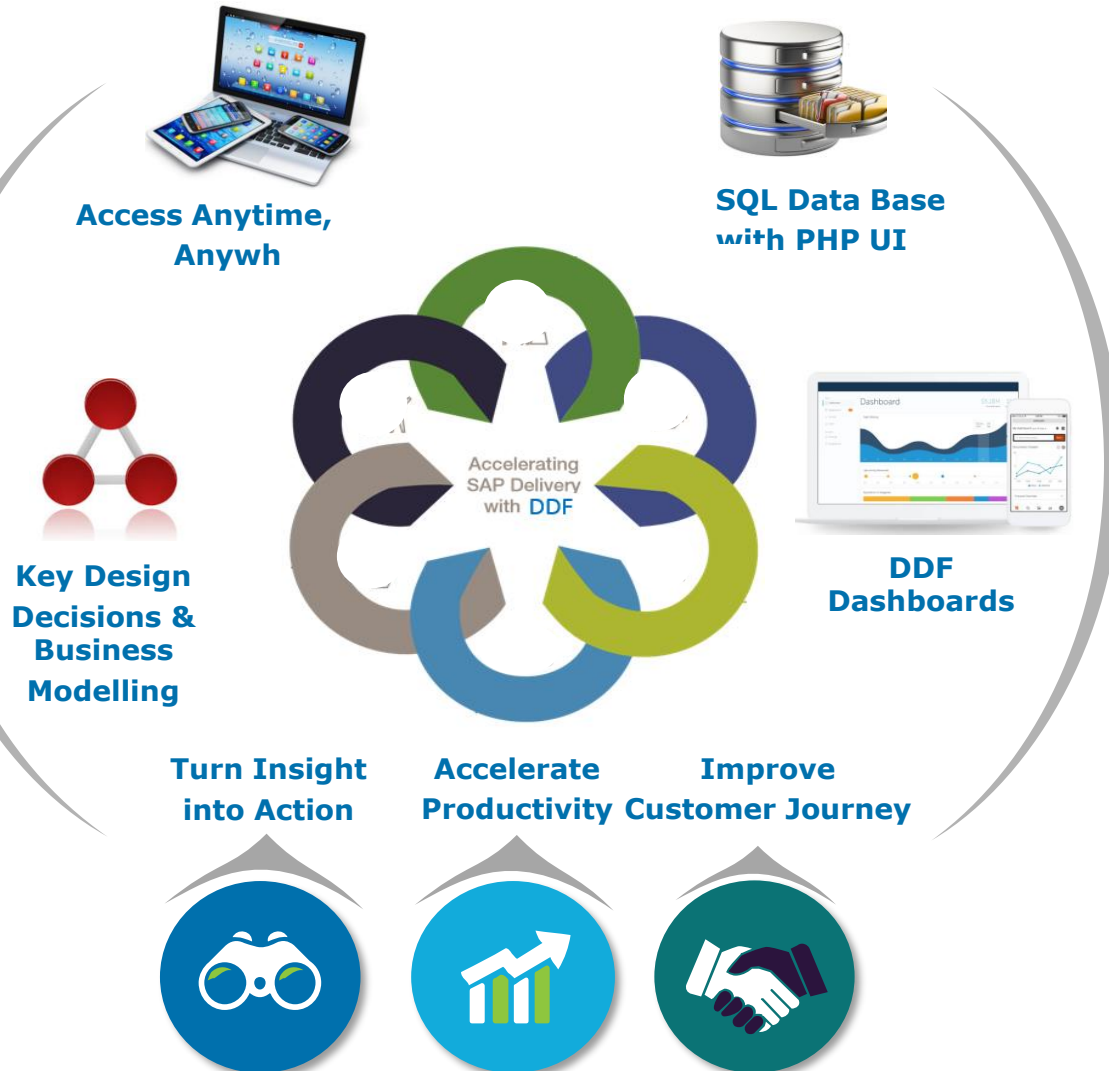 Access Anytime,
Anywh
SQL Data Base
with PHP UI
Accelerating
SAP Delivery
with DDF
Dashboard
Key Design
Decisions &
Business
Modelling
DDF
Dashboards
Turn Insight
into Action
Accelerate
Productivity
Improve
Customer Journey